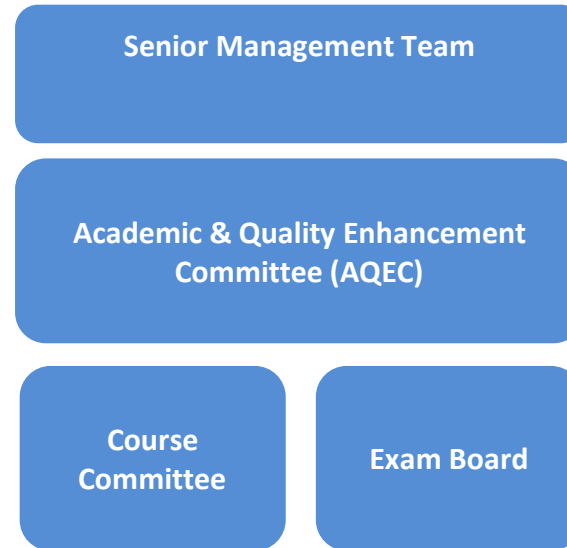 Senior Management Team
Academic & Quality Enhancement
Committee (AQEC)
Course
Committee
Exam Board